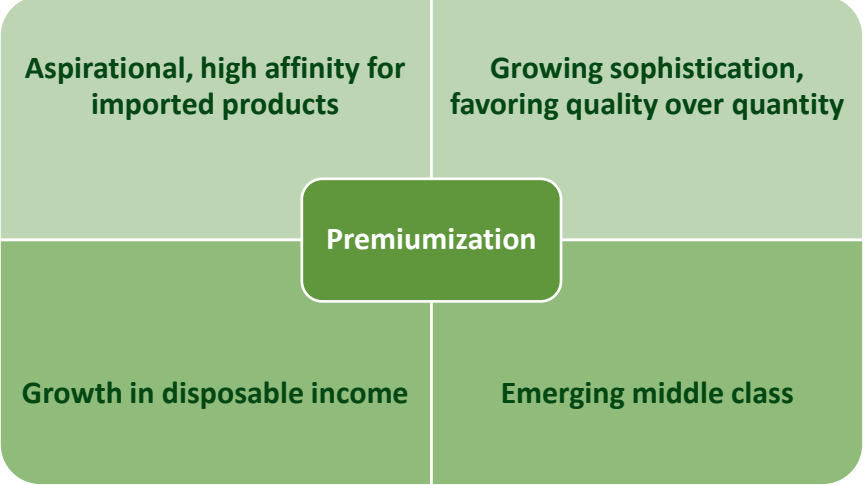 Aspirational, high affinity for
imported products
Growing sophistication,
favoring quality over quantity
Premiumization
Growth in disposable income
Emerging middle class